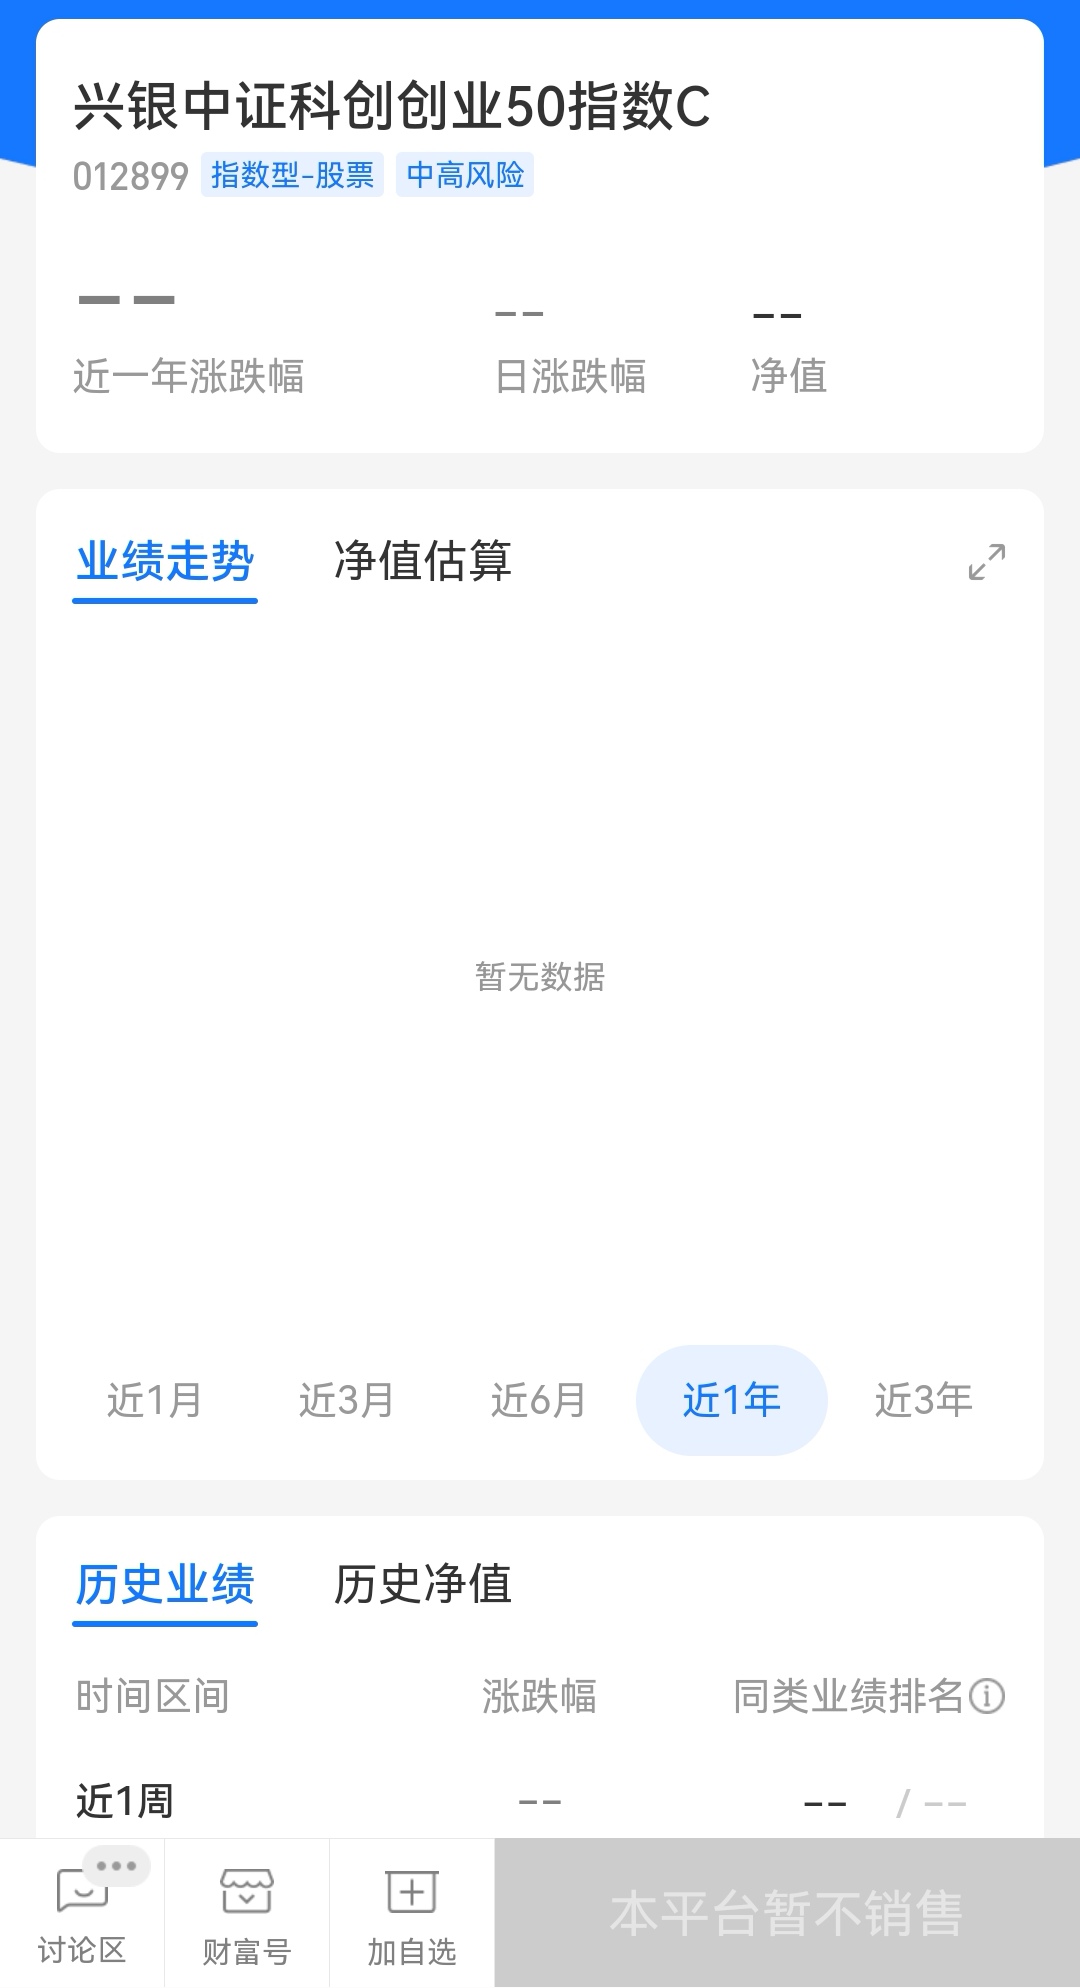 兴银中证科创创业50指数C
012899 指数型-股票 中高风险
-- -- --
近一年涨跌幅 日涨跌幅 净值
业绩走势 净值估算
暂无数据
近1月 近3月 近6月 近1年 近3年
历史业绩 历史净值
时间区间 涨跌幅 同类业绩排名
近1周 -- -- / --
讨论区 财富号 加自选 本平台暂不销售